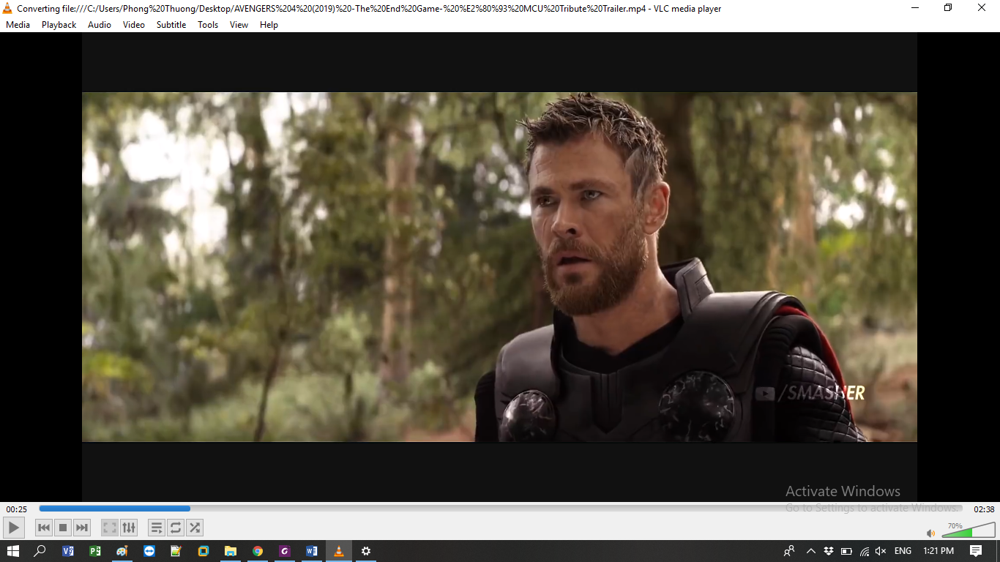 Converting file:///C:/Users/Phong%20Thuong/Desktop/AVENGERS%204%20(2019)%20-The%20End%20Game-%20%E2%80%93%20MCU%20Tribute%20Trailer.mp4 - VLC media player
Media Playback Audio Video Subtitle Tools View Help
/SMASHER
Activate Windows
Go to Settings to activate Windows.
00:25 02:38
70%
ENG 1:21 PM